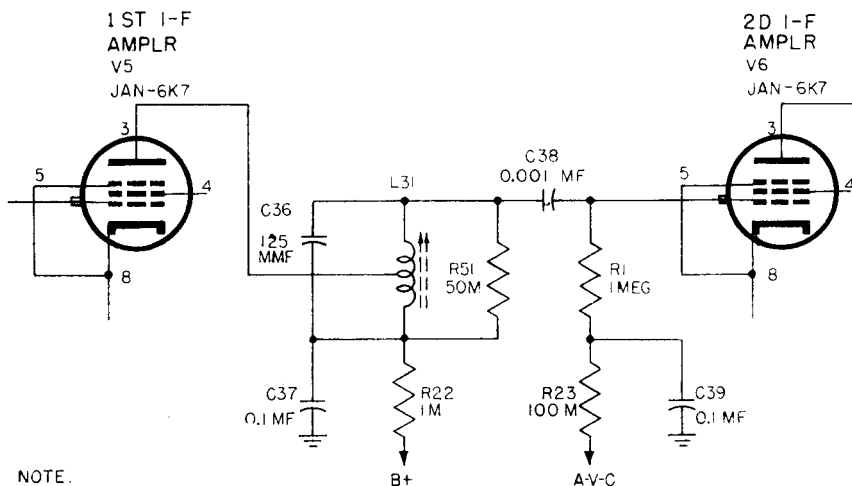 1 ST I-F
AMPLR
V5
JAN-6K7
3
5
4
8
2D I-F
AMPLR
V6
JAN-6K7
3
5
4
8
C38
0.001 MF
L31
C36
125
MMF
R51
50M
R1
1MEG
C37
0.1 MF
R22
1M
R23
100 M
C39
0.1 MF
NOTE.
B+
A-V-C